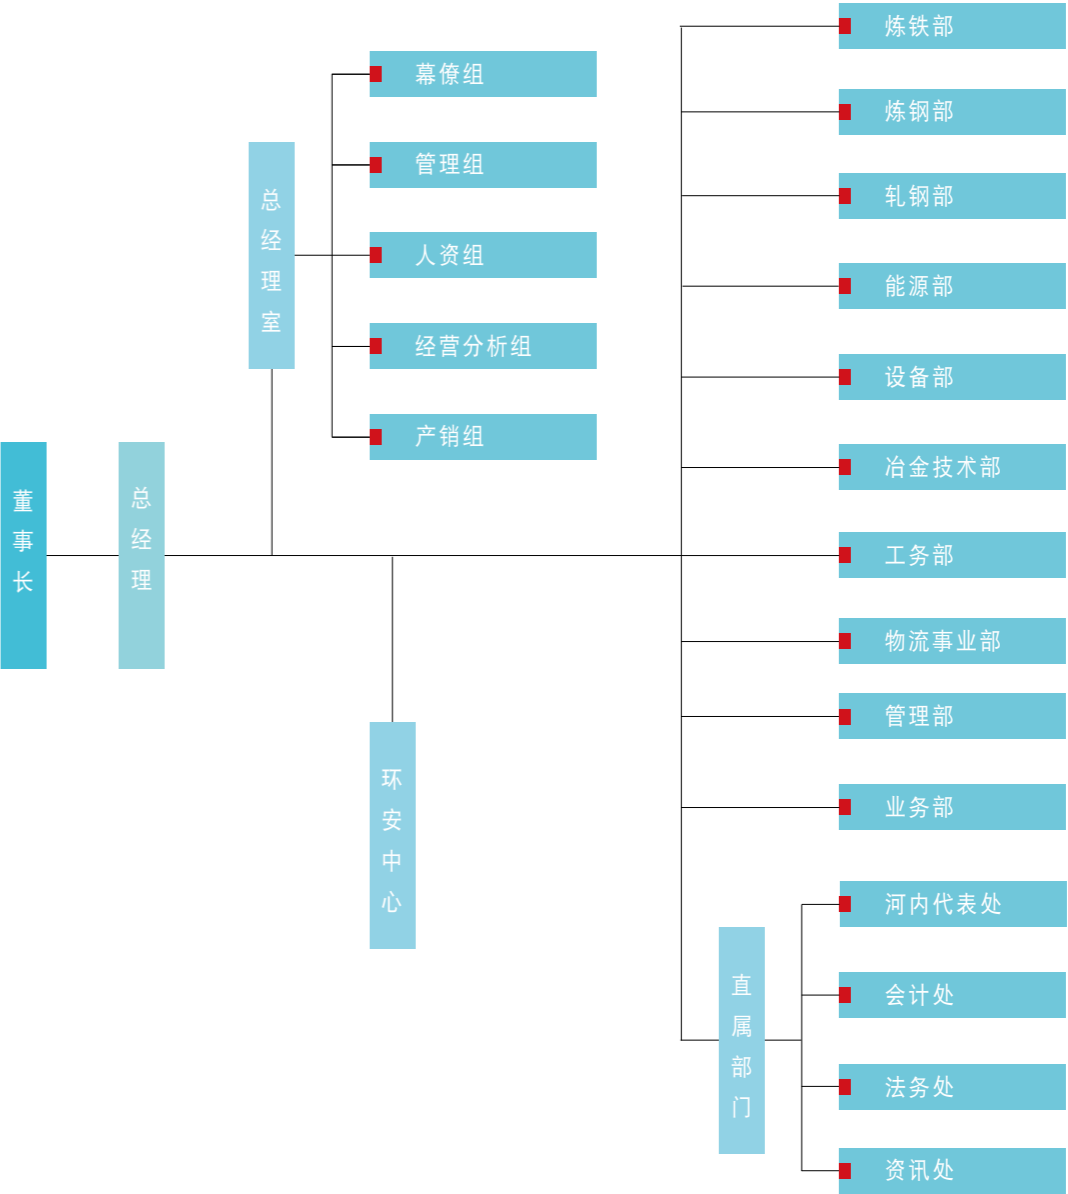 董事长
总经理
总经理室
幕僚组
管理组
人资组
经营分析组
产销组
环安中心
炼铁部
炼钢部
轧钢部
能源部
设备部
冶金技术部
工务部
物流事业部
管理部
业务部
直属部门
河内代表处
会计处
法务处
资讯处